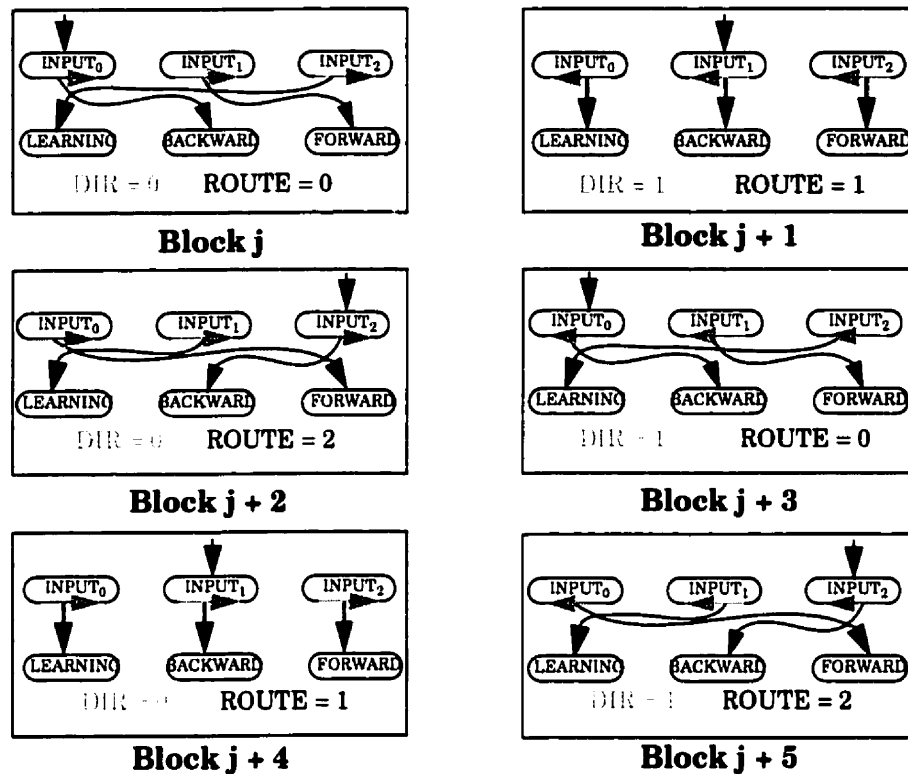 INPUT₀ INPUT₁ INPUT₂
LEARNING BACKWARD FORWARD
DIR = 0 ROUTE = 0
Block j
INPUT₀ INPUT₁ INPUT₂
LEARNING BACKWARD FORWARD
DIR = 1 ROUTE = 1
Block j + 1
INPUT₀ INPUT₁ INPUT₂
LEARNING BACKWARD FORWARD
DIR = 0 ROUTE = 2
Block j + 2
INPUT₀ INPUT₁ INPUT₂
LEARNING BACKWARD FORWARD
DIR = 1 ROUTE = 0
Block j + 3
INPUT₀ INPUT₁ INPUT₂
LEARNING BACKWARD FORWARD
DIR = 0 ROUTE = 1
Block j + 4
INPUT₀ INPUT₁ INPUT₂
LEARNING BACKWARD FORWARD
DIR = 1 ROUTE = 2
Block j + 5